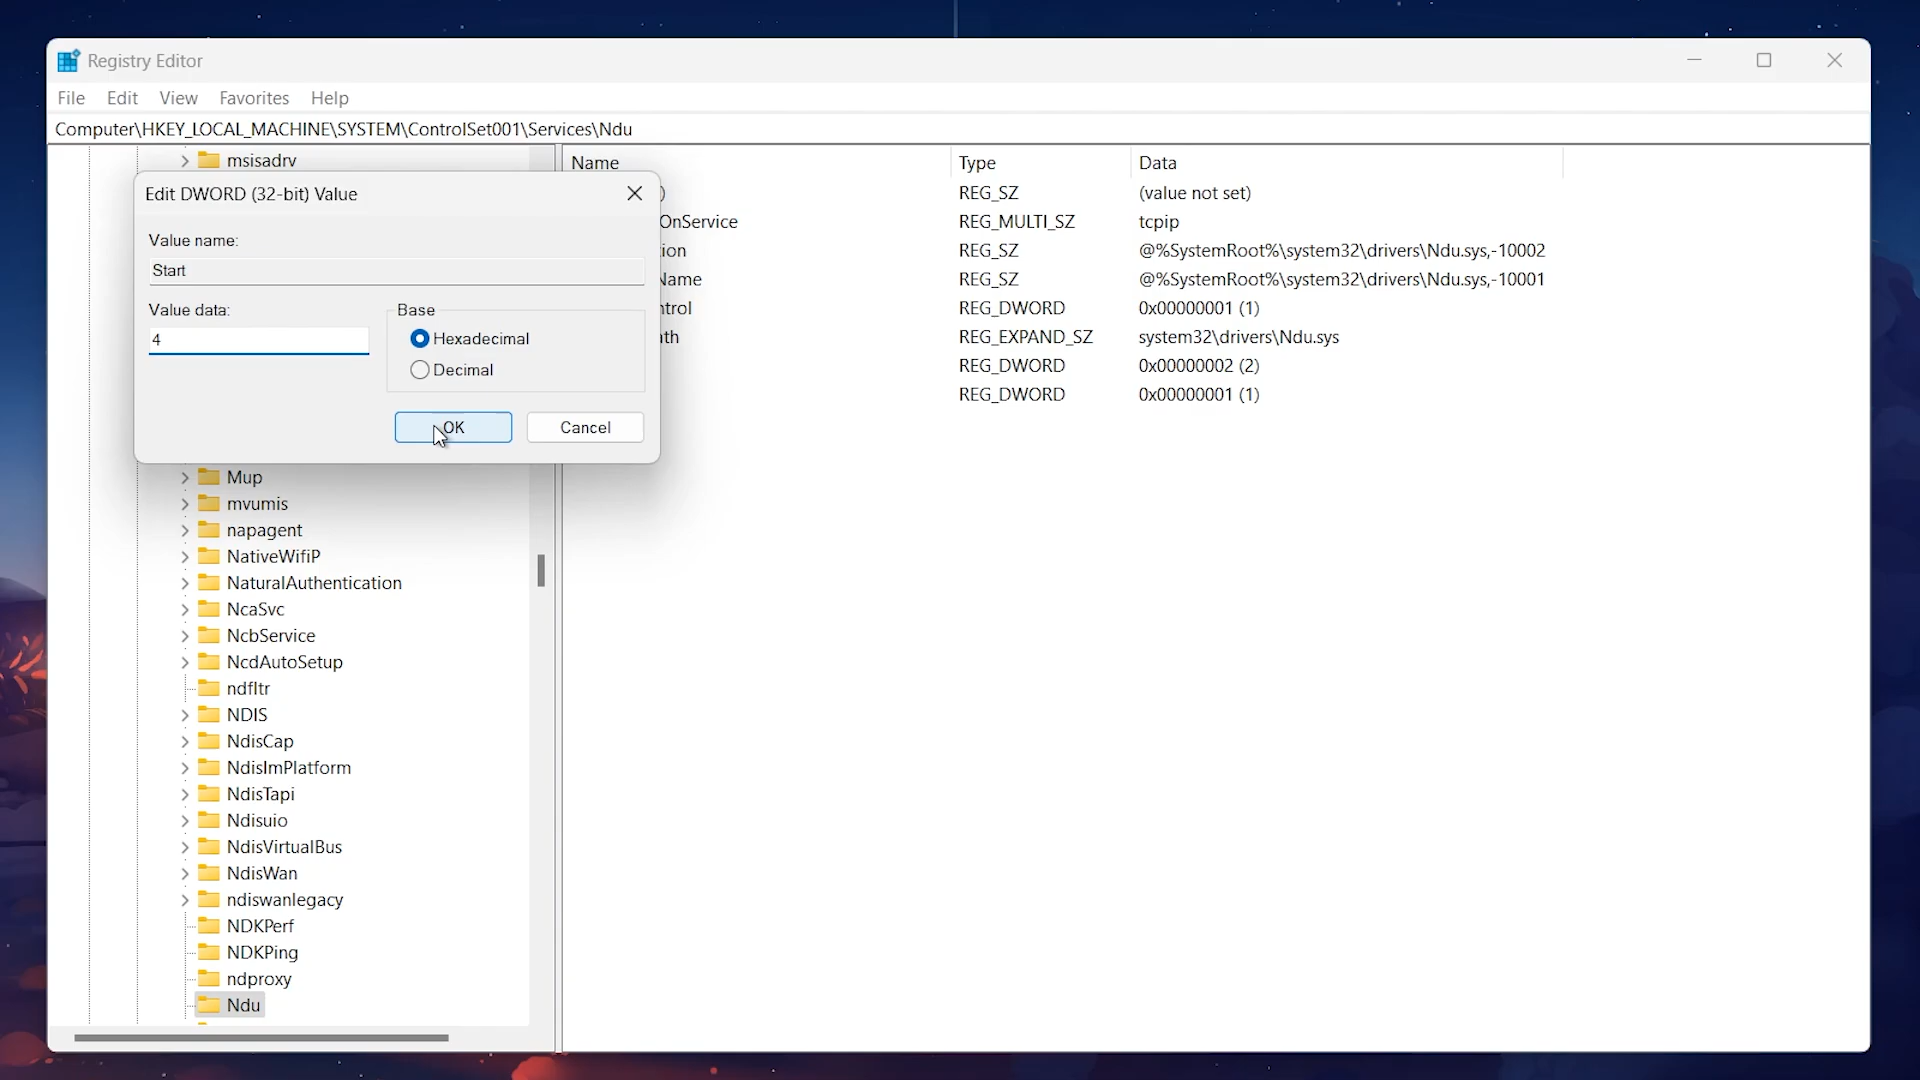 Registry Editor
File Edit View Favorites Help
Computer\HKEY_LOCAL_MACHINE\SYSTEM\ControlSet001\Services\Ndu
msisadrv
Edit DWORD (32-bit) Value
Value name:
Start
Value data:
4
Base
Hexadecimal
Decimal
OK Cancel
Mup
mvumis
napagent
NativeWifiP
NaturalAuthentication
NcaSvc
NcbService
NcdAutoSetup
ndfltr
NDIS
NdisCap
NdisImPlatform
NdisTapi
Ndisuio
NdisVirtualBus
NdisWan
ndiswanlegacy
NDKPerf
NDKPing
ndproxy
Ndu
Name Type Data
) REG_SZ (value not set)
OnService REG_MULTI_SZ tcpip
ion REG_SZ @%SystemRoot%\system32\drivers\Ndu.sys,-10002
Name REG_SZ @%SystemRoot%\system32\drivers\Ndu.sys,-10001
ntrol REG_DWORD 0x00000001 (1)
th REG_EXPAND_SZ system32\drivers\Ndu.sys
REG_DWORD 0x00000002 (2)
REG_DWORD 0x00000001 (1)